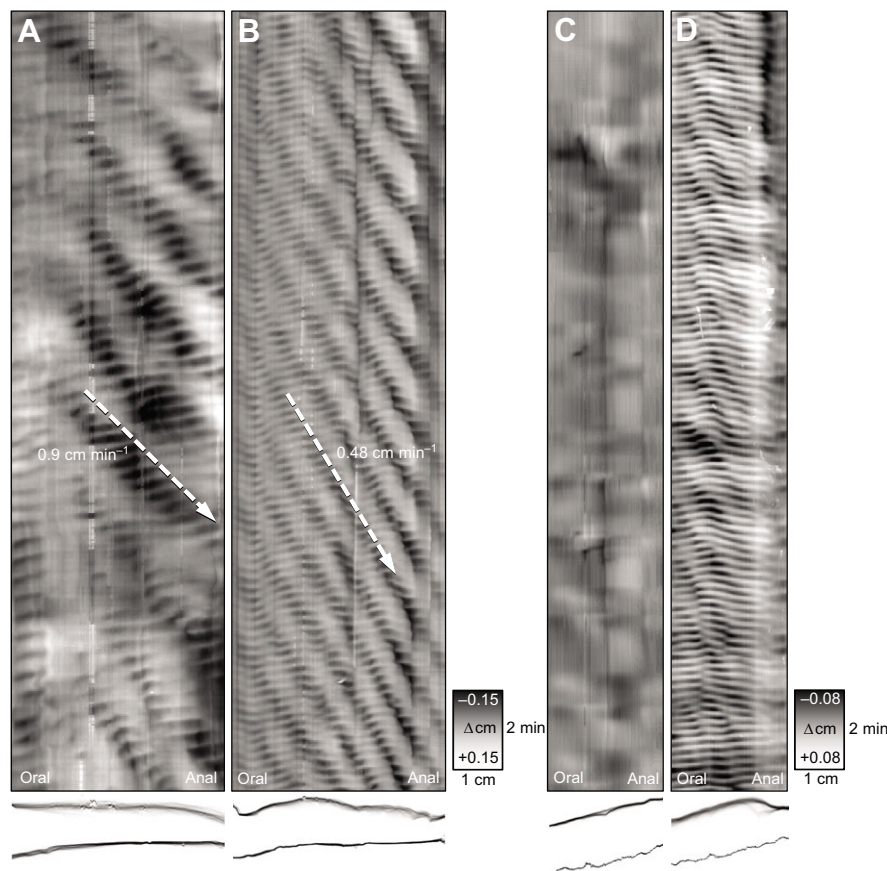 A
B
C
D
0.9 cm min⁻¹
0.48 cm min⁻¹
Oral
Anal
Oral
Anal
–0.15
Δcm
+0.15
2 min
1 cm
Oral
Anal
Oral
Anal
–0.08
Δcm
+0.08
2 min
1 cm